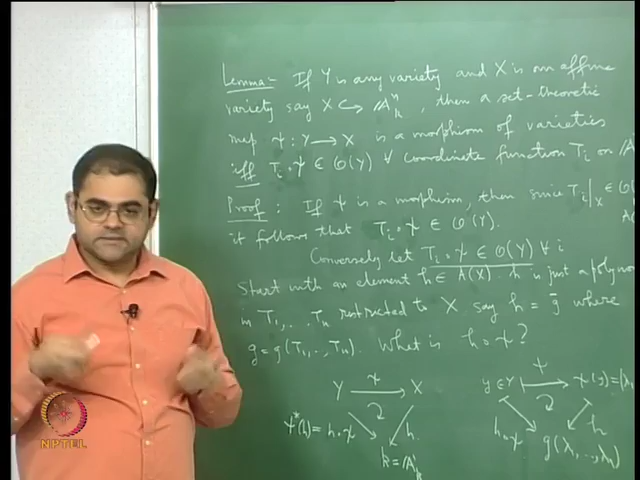 Lemma:- If Y is any variety and X is an affine
variety say X ↪ 𝔸ⁿₖ, then a set-theoretic
map ψ: Y → X is a morphism of varieties
iff Tᵢ∘ψ ∈ O(Y) ∀ coordinate function Tᵢ on 𝔸
Proof: If ψ is a morphism, then since Tᵢ|ₓ ∈ O(
A(
it follows that Tᵢ∘ψ ∈ O(Y).
Conversely let Tᵢ∘ψ ∈ O(Y) ∀ i
Start with an element h ∈ A(X). h is just a polyno
in T₁, ... Tₙ restricted to X say h = ḡ where
g = g(T₁, .., Tₙ). What is h∘ψ?
Y →ψ X
y ∈ Y ↦ψ ψ(y) = (λ
ψ*(h) = h∘ψ
h
h∘ψ
h
k = 𝔸¹ₖ
g(λ₁, ..., λₙ)
NPTEL